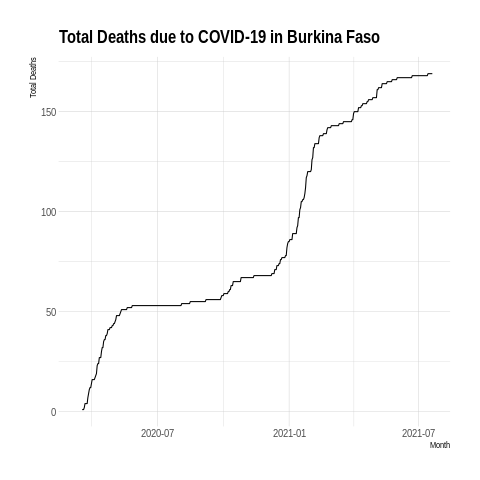 Total Deaths due to COVID-19 in Burkina Faso
Total Deaths
150
100
50
0
2020-07
2021-01
2021-07
Month